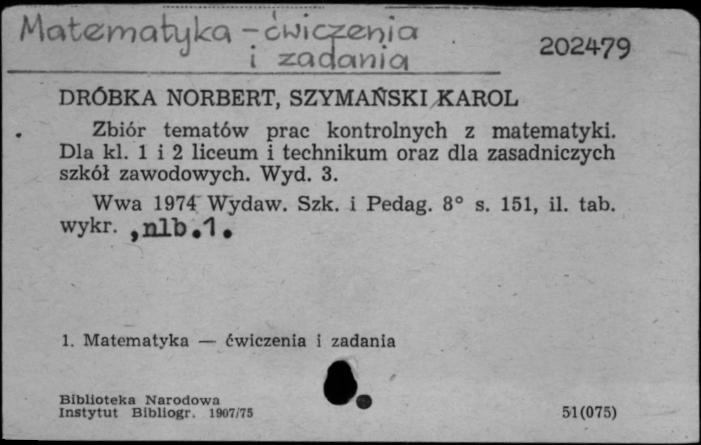 Matematyka - ćwiczenia
i zadania
202479
DRÓBKA NORBERT, SZYMAŃSKI KAROL
Zbiór tematów prac kontrolnych z matematyki.
Dla kl. 1 i 2 liceum i technikum oraz dla zasadniczych
szkół zawodowych. Wyd. 3.
Wwa 1974 Wydaw. Szk. i Pedag. 8° s. 151, il. tab.
wykr. ,nlb.1.
1. Matematyka — ćwiczenia i zadania
Biblioteka Narodowa
Instytut Bibliogr. 1907/75
51(075)